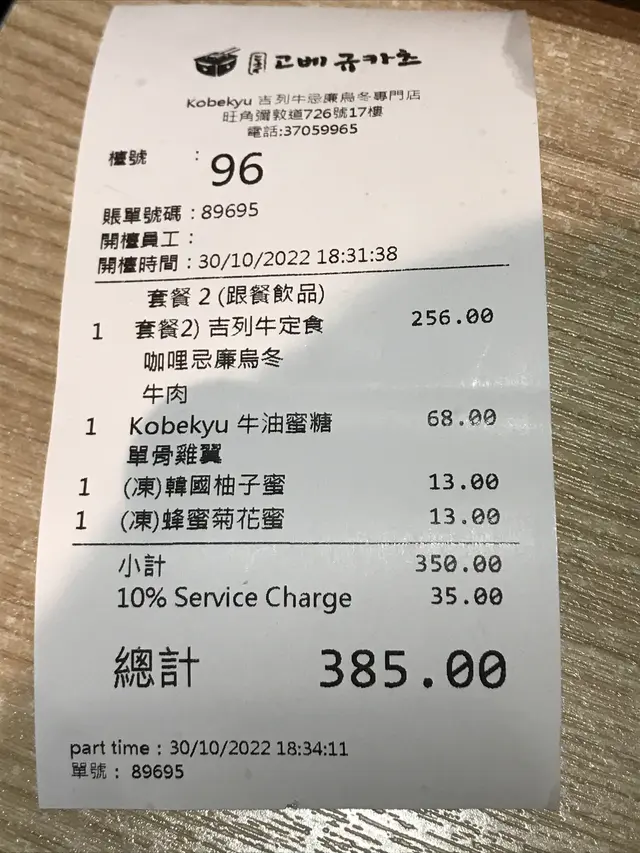 고베 규카츠
Kobekyu 吉列牛忌廉烏冬專門店
旺角彌敦道726號17樓
電話:37059965
檯號 : 96
賬單號碼 : 89695
開檯員工 :
開檯時間 : 30/10/2022 18:31:38
套餐 2 (跟餐飲品)
1 套餐2) 吉列牛定食 256.00
咖哩忌廉烏冬
牛肉
1 Kobekyu 牛油蜜糖 68.00
單骨雞翼
1 (凍)韓國柚子蜜 13.00
1 (凍)蜂蜜菊花蜜 13.00
小計 350.00
10% Service Charge 35.00
總計 385.00
part time : 30/10/2022 18:34:11
單號 : 89695